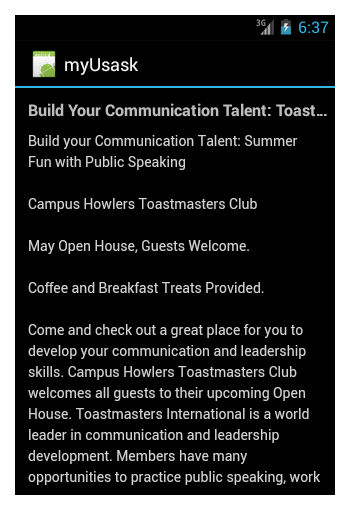 3G 6:37
myUsask
Build Your Communication Talent: Toast...
Build your Communication Talent: Summer
Fun with Public Speaking
Campus Howlers Toastmasters Club
May Open House, Guests Welcome.
Coffee and Breakfast Treats Provided.
Come and check out a great place for you to
develop your communication and leadership
skills. Campus Howlers Toastmasters Club
welcomes all guests to their upcoming Open
House. Toastmasters International is a world
leader in communication and leadership
development. Members have many
opportunities to practice public speaking, work